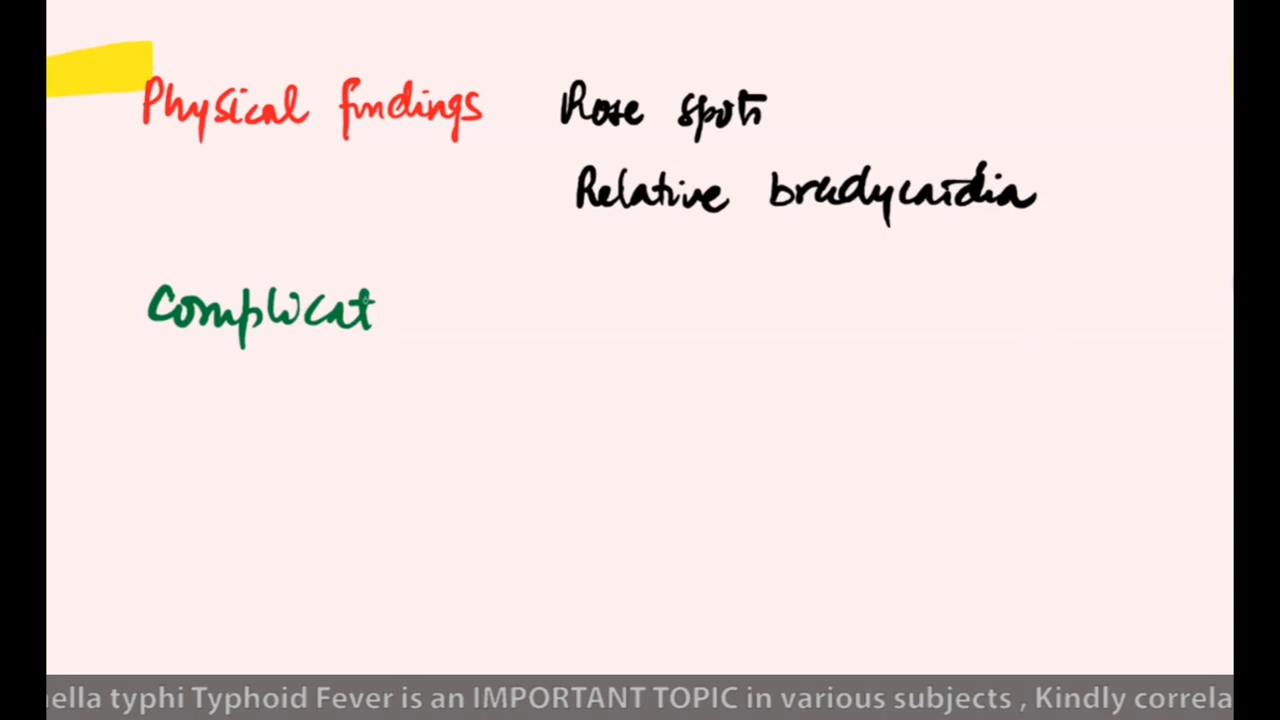 Physical findings Rose spots
Relative bradycardia
Complicat
ella typhi Typhoid Fever is an IMPORTANT TOPIC in various subjects , Kindly correla